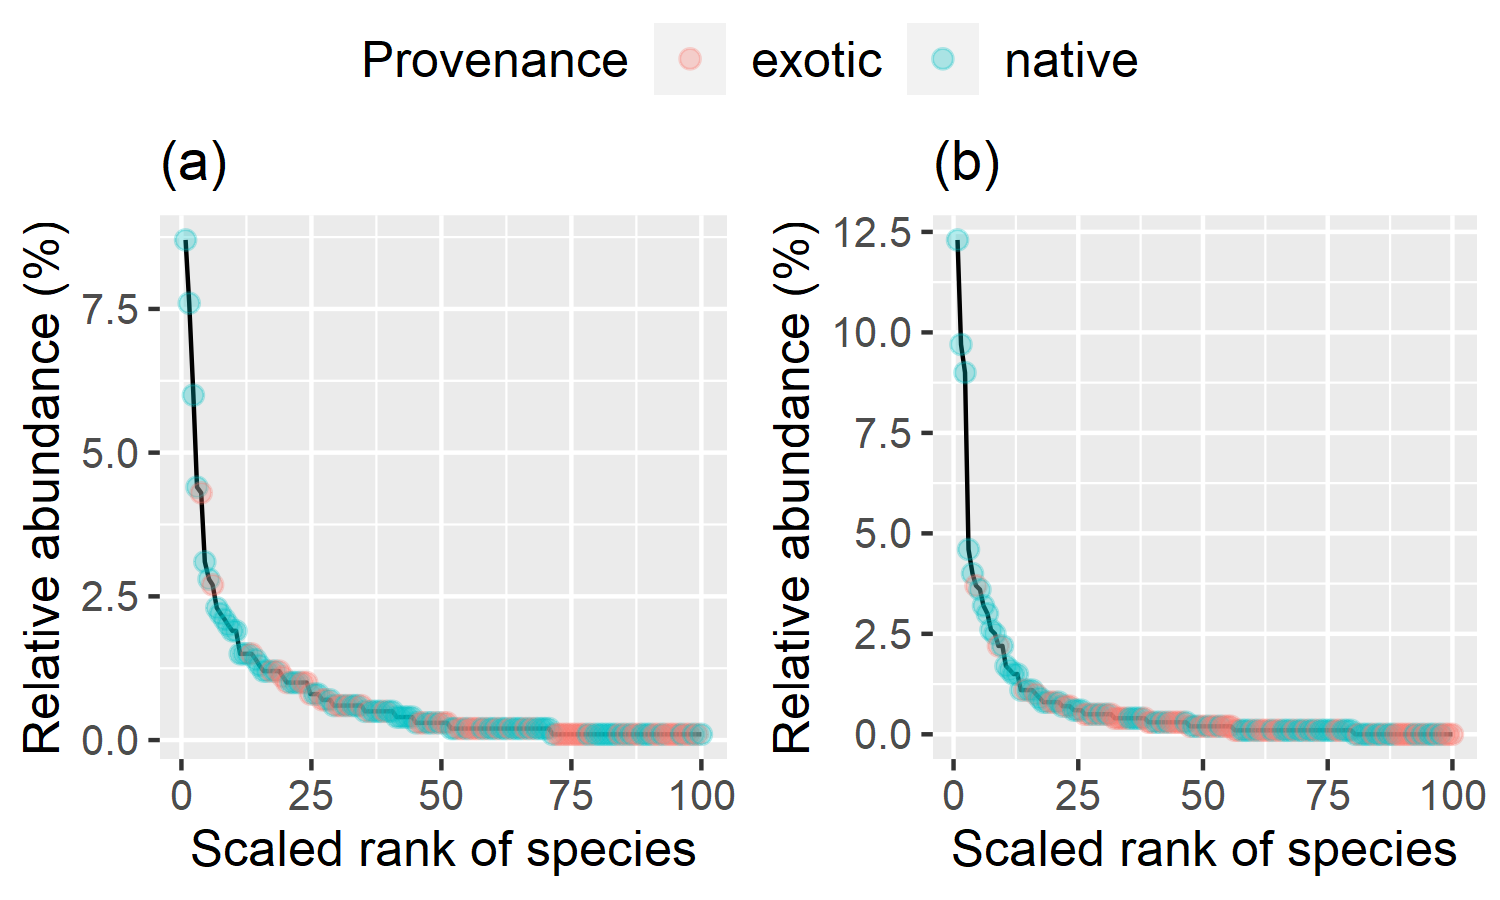 Provenance exotic native
(a)
Relative abundance (%)
7.5
5.0
2.5
0.0
0 25 50 75 100
Scaled rank of species
(b)
Relative abundance (%)
12.5
10.0
7.5
5.0
2.5
0.0
0 25 50 75 100
Scaled rank of species